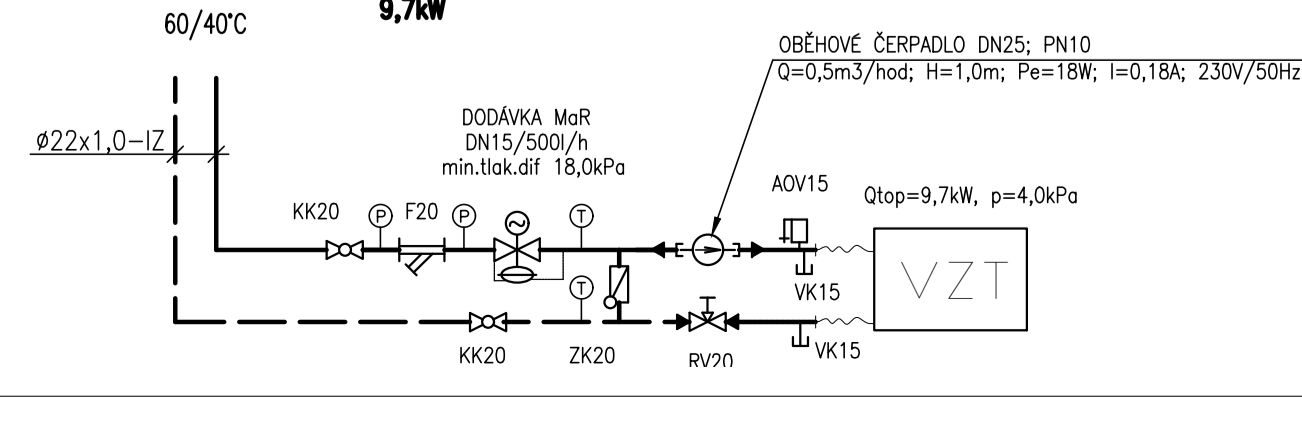 9,7kW
60/40°C
OBĚHOVÉ ČERPADLO DN25; PN10
Q=0,5m3/hod; H=1,0m; Pe=18W; I=0,18A; 230V/50Hz
DODÁVKA MaR
DN15/500l/h
min.tlak.dif 18,0kPa
ø22x1,0-IZ
AOV15
Qtop=9,7kW, p=4,0kPa
KK20
P
F20
P
T
VZT
VK15
T
KK20
ZK20
RV20
VK15